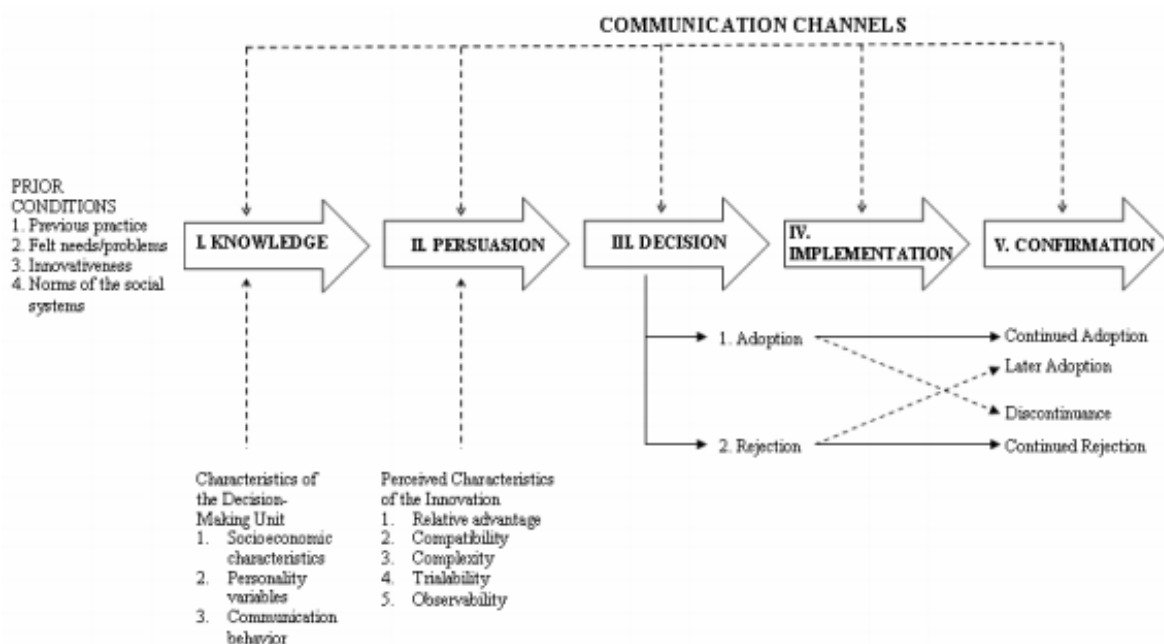 COMMUNICATION CHANNELS
PRIOR
CONDITIONS
1. Previous practice
2. Felt needs/problems
3. Innovativeness
4. Norms of the social
systems
I. KNOWLEDGE
II. PERSUASION
III. DECISION
IV.
IMPLEMENTATION
V. CONFIRMATION
1. Adoption
2. Rejection
Continued Adoption
Later Adoption
Discontinuance
Continued Rejection
Characteristics of
the Decision-
Making Unit
1. Socioeconomic
characteristics
2. Personality
variables
3. Communication
behavior
Perceived Characteristics
of the Innovation
1. Relative advantage
2. Compatibility
3. Complexity
4. Trialability
5. Observability